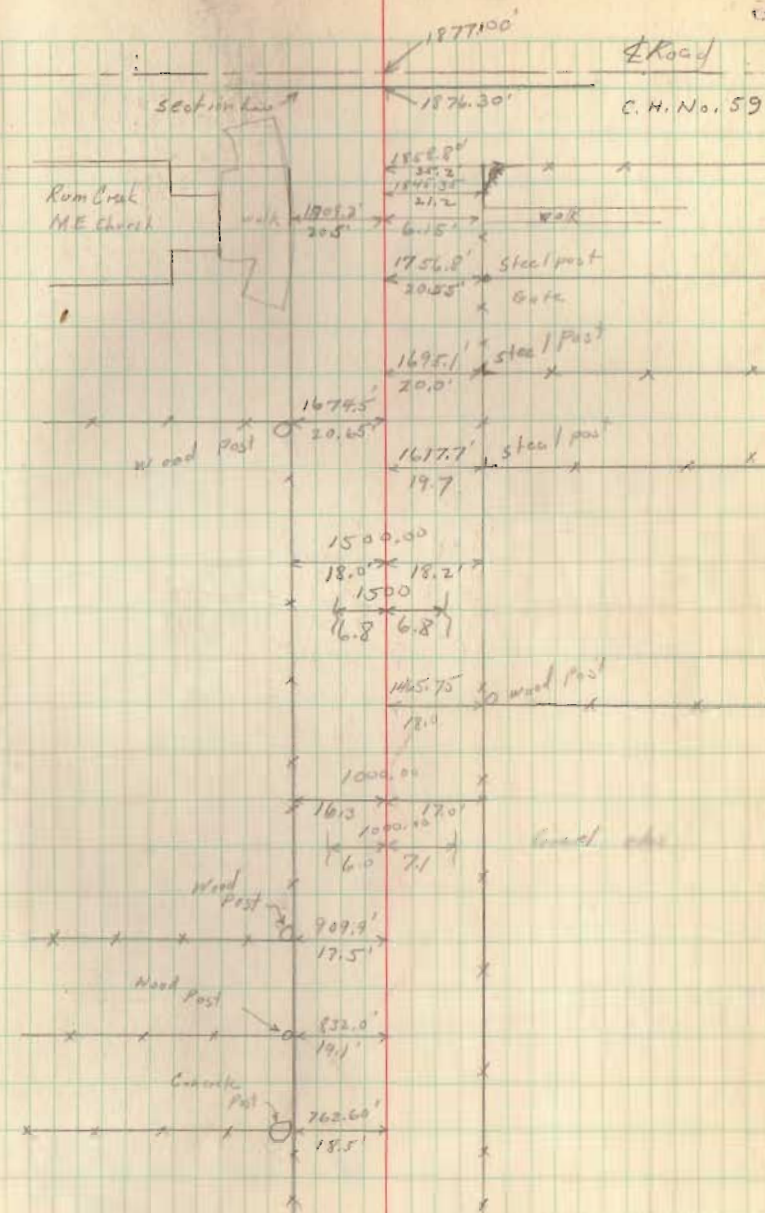 1877.00'
℄ Road
Section Line
1876.30'
C.H. No. 59
1858.8'
25.2
1845.35
21.2
Rum Creek
M E Church
walk
20.5'
6.15'
walk
1756.8'
20.55'
Steel post
Gate
1695.1'
20.0'
Steel Post
1674.5'
20.65'
Wood Post
1617.7'
19.7
Steel post
1500.00
18.0' 18.2'
1500
6.8 6.8
1465.75
18.0
Wood Post
1000.00
16.3 17.0'
1000.00
6.0 7.1
Wood
Post
909.9'
17.5'
Wood
Post
832.0'
19.1'
Concrete
Post
762.60'
18.5'